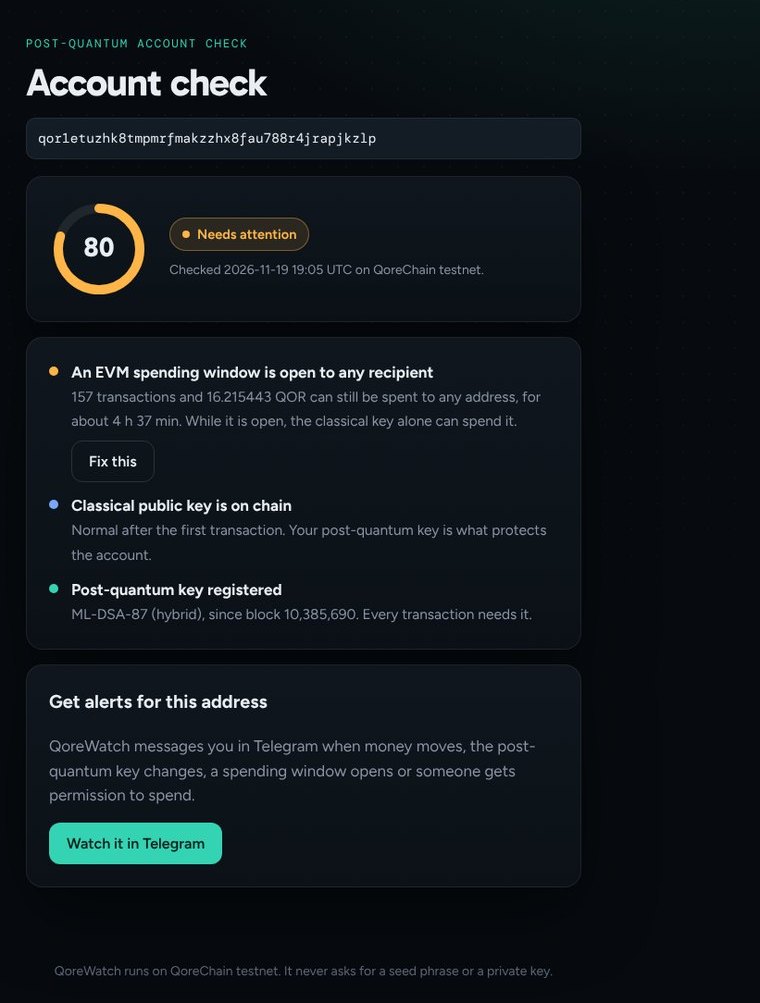 POST-QUANTUM ACCOUNT CHECK
Account check
qor1etuzhk8tmpmrfmakzzhx8fau788r4jrapjkzlp
80
Needs attention
Checked 2026-11-19 19:05 UTC on QoreChain testnet.
An EVM spending window is open to any recipient
157 transactions and 16.215443 QOR can still be spent to any address, for
about 4 h 37 min. While it is open, the classical key alone can spend it.
Fix this
Classical public key is on chain
Normal after the first transaction. Your post-quantum key is what protects
the account.
Post-quantum key registered
ML-DSA-87 (hybrid), since block 10,385,690. Every transaction needs it.
Get alerts for this address
QoreWatch messages you in Telegram when money moves, the post-
quantum key changes, a spending window opens or someone gets
permission to spend.
Watch it in Telegram
QoreWatch runs on QoreChain testnet. It never asks for a seed phrase or a private key.